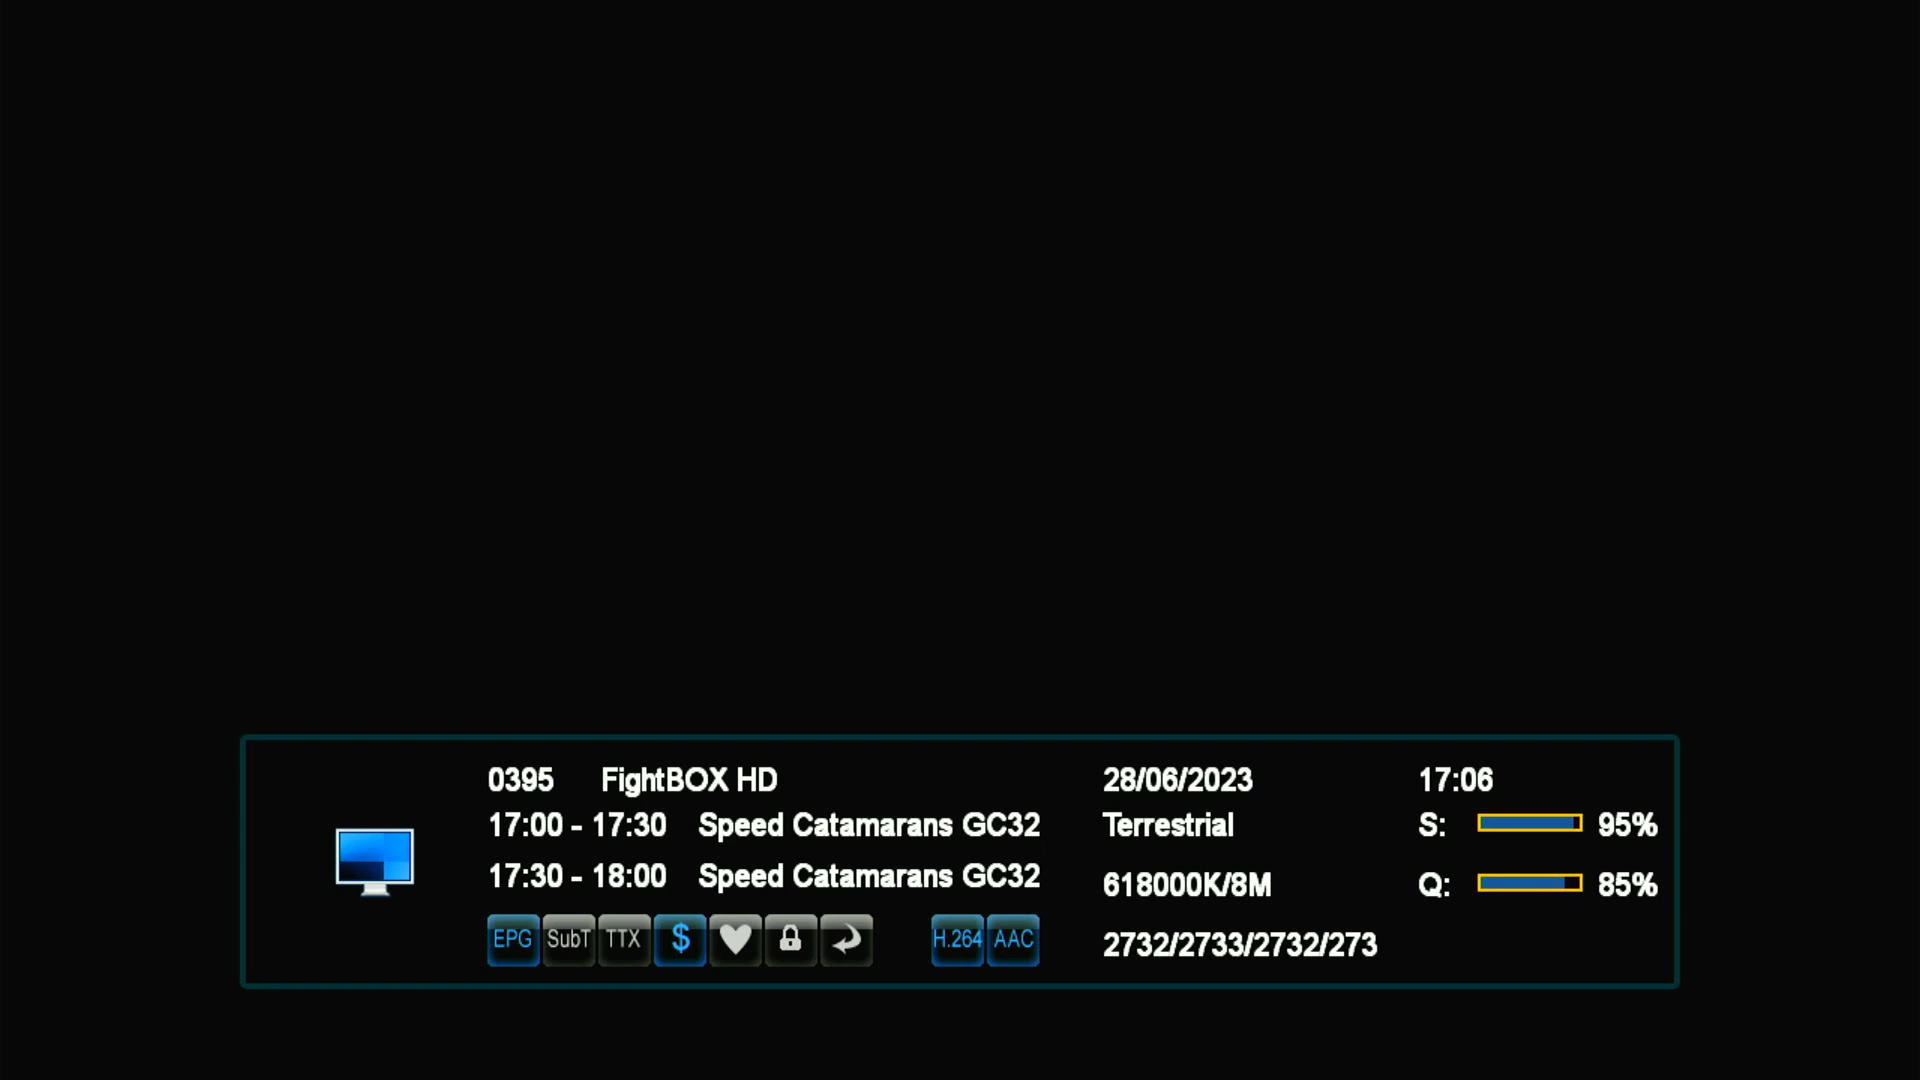 0395 FightBOX HD 28/06/2023 17:06
17:00 - 17:30 Speed Catamarans GC32 Terrestrial S: 95%
17:30 - 18:00 Speed Catamarans GC32 618000K/8M Q: 85%
EPG SubT TTX $ H.264 AAC 2732/2733/2732/273